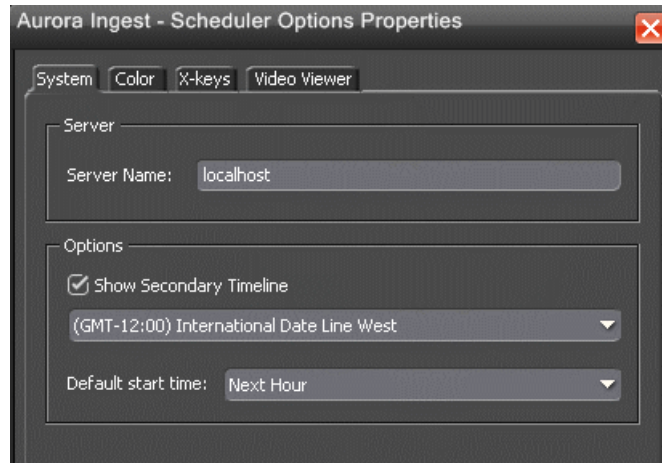 Aurora Ingest - Scheduler Options Properties
System Color X-keys Video Viewer
Server
Server Name: localhost
Options
Show Secondary Timeline
(GMT-12:00) International Date Line West
Default start time: Next Hour